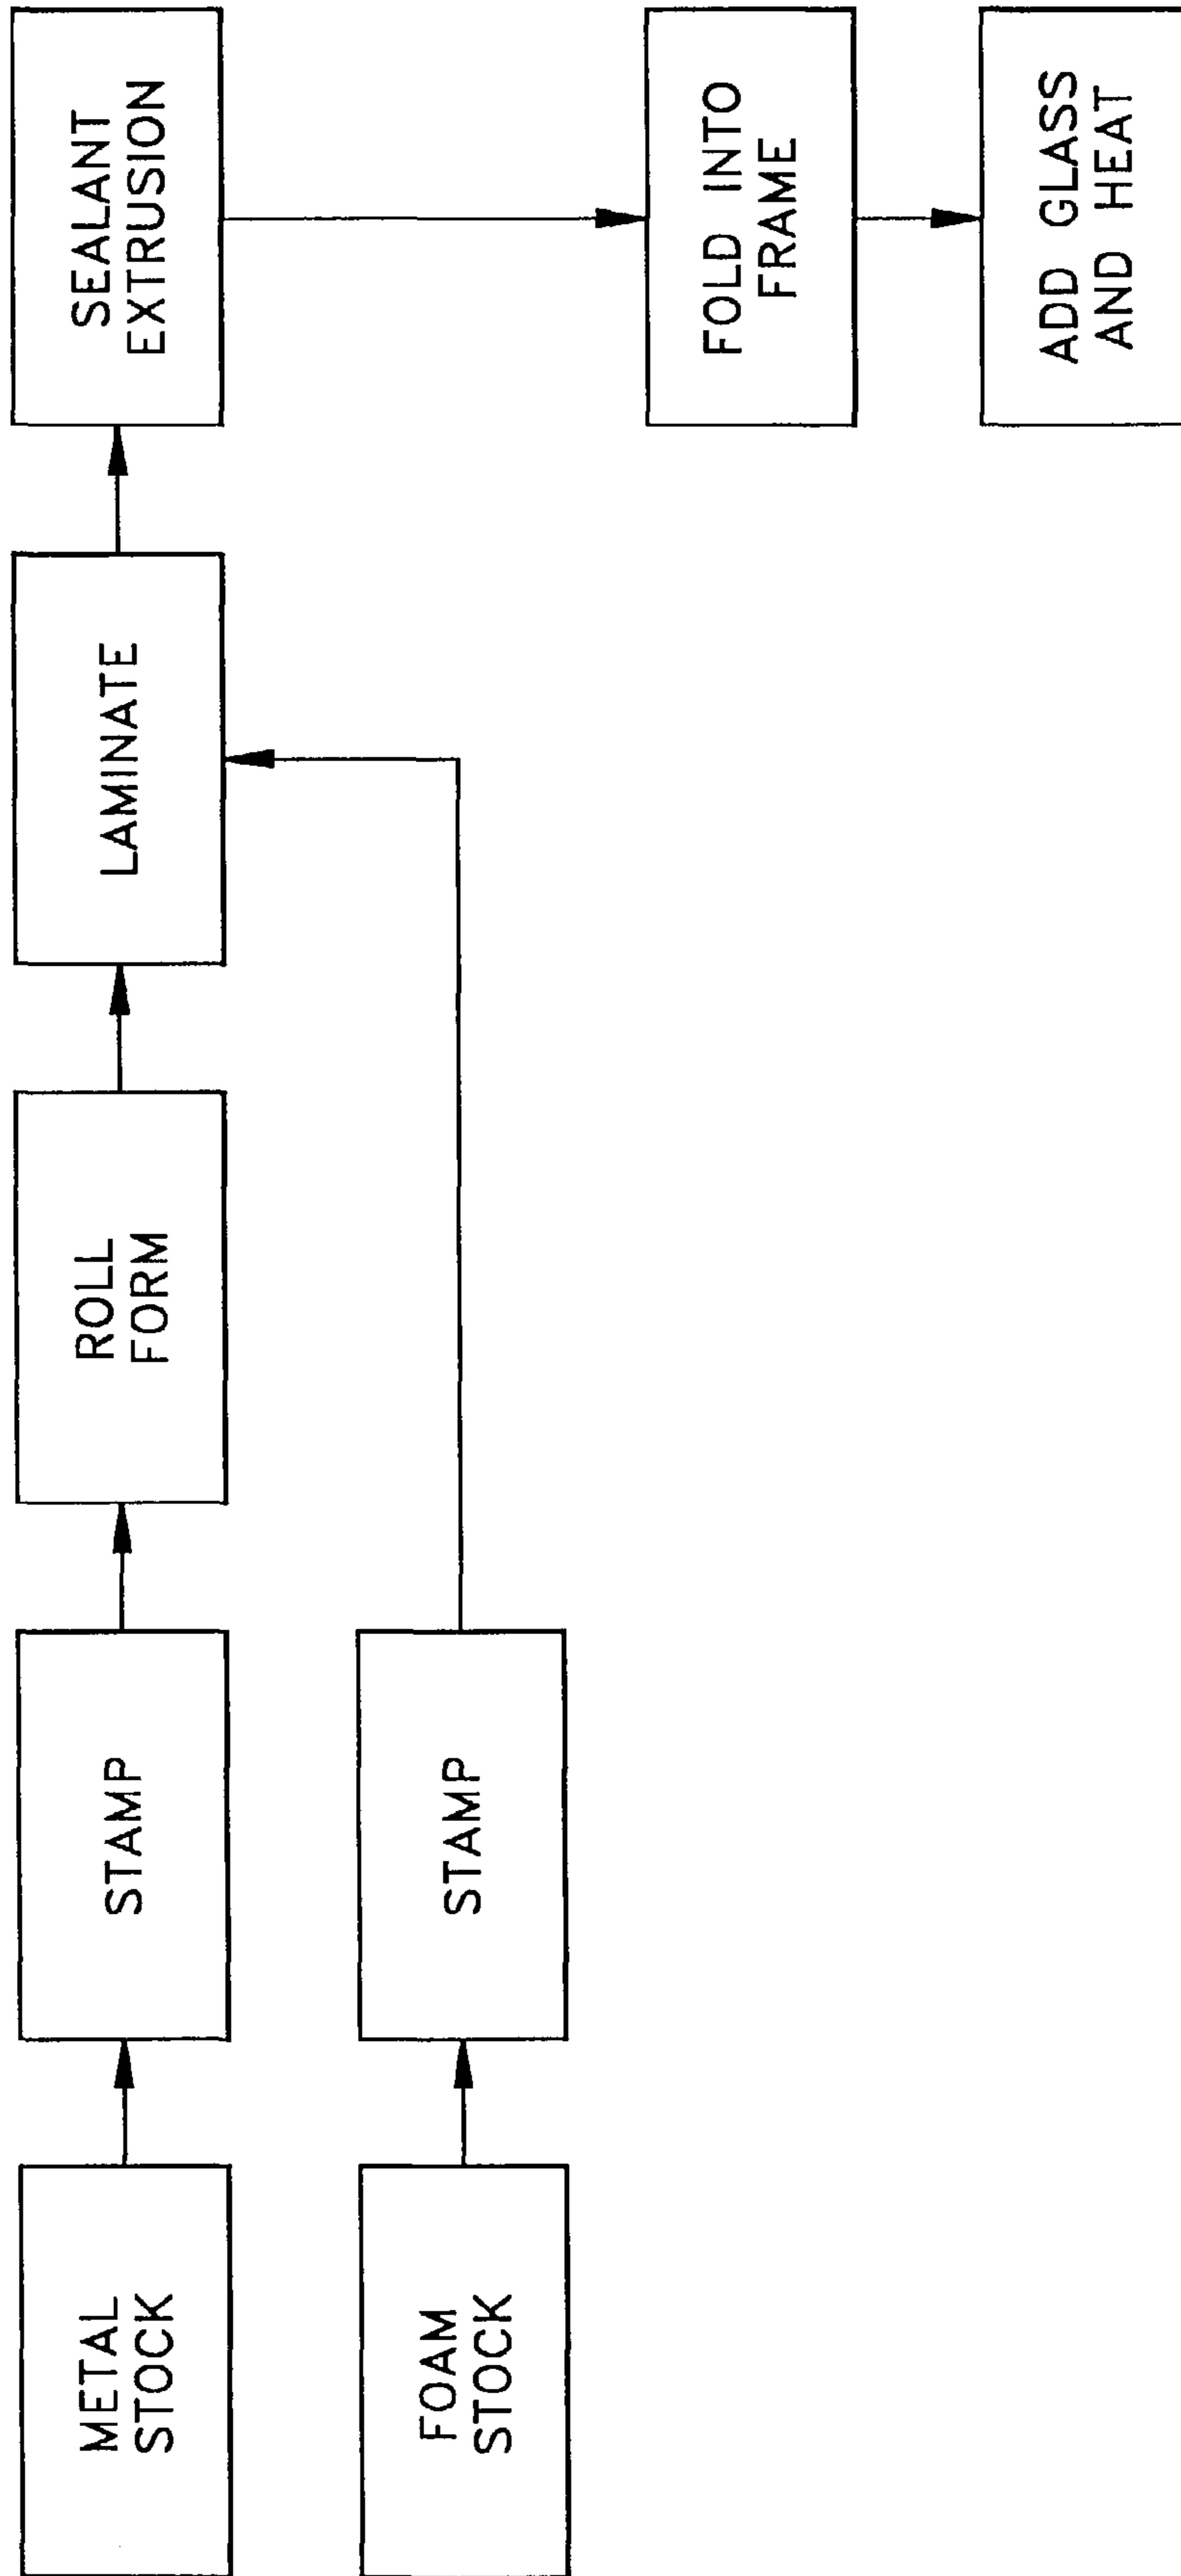 METAL
STOCK
STAMP
ROLL
FORM
LAMINATE
SEALANT
EXTRUSION
FOAM
STOCK
STAMP
FOLD INTO
FRAME
ADD GLASS
AND HEAT